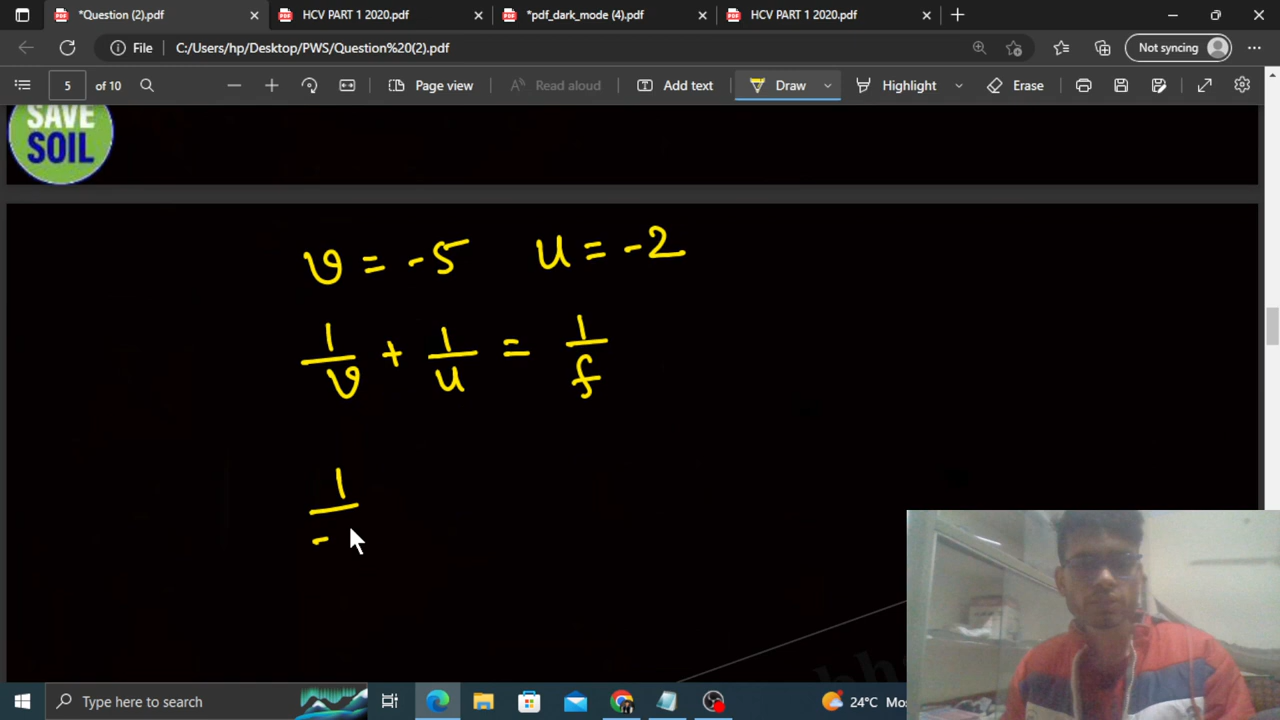 *Question (2).pdf HCV PART 1 2020.pdf *pdf_dark_mode (4).pdf HCV PART 1 2020.pdf
File C:/Users/hp/Desktop/PWS/Question%20(2).pdf Not syncing
5 of 10 Page view Read aloud Add text Draw Highlight Erase
SAVE
SOIL
v = -5 u = -2
1/v + 1/u = 1/f
1/-
Type here to search 24°C